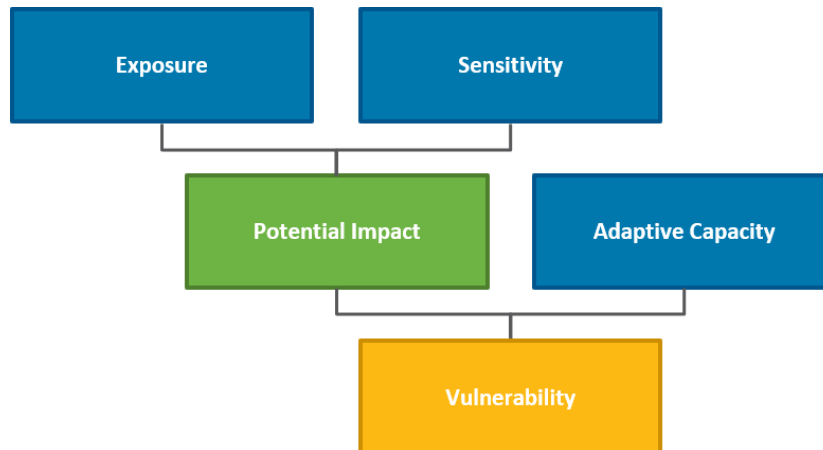 Exposure
Sensitivity
Potential Impact
Adaptive Capacity
Vulnerability